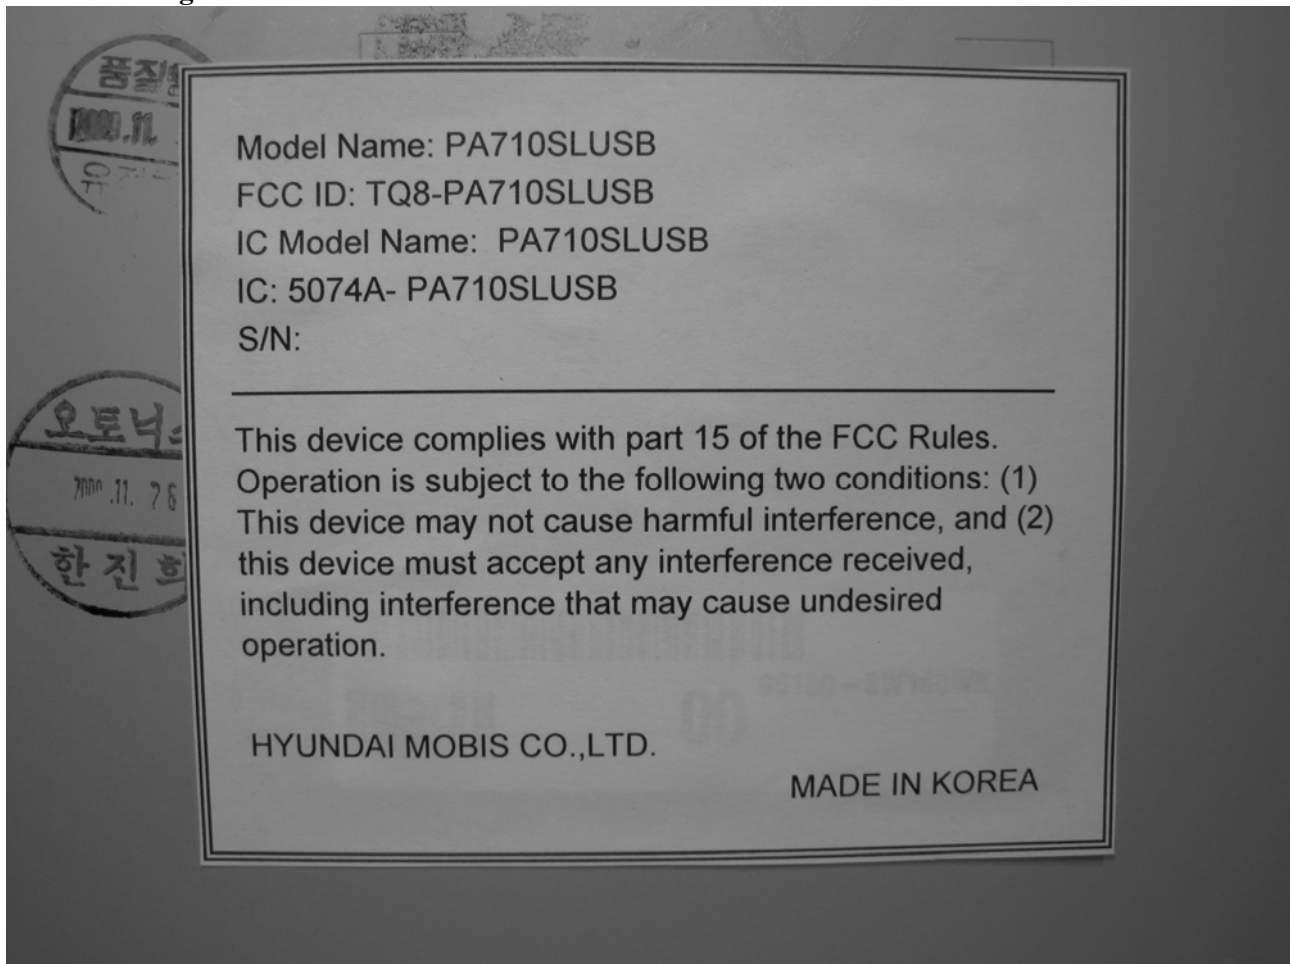 품질
오토닉
한진희
Model Name: PA710SLUSB
FCC ID: TQ8-PA710SLUSB
IC Model Name: PA710SLUSB
IC: 5074A- PA710SLUSB
S/N:
This device complies with part 15 of the FCC Rules.
Operation is subject to the following two conditions: (1)
This device may not cause harmful interference, and (2)
this device must accept any interference received,
including interference that may cause undesired
operation.
HYUNDAI MOBIS CO.,LTD.
MADE IN KOREA